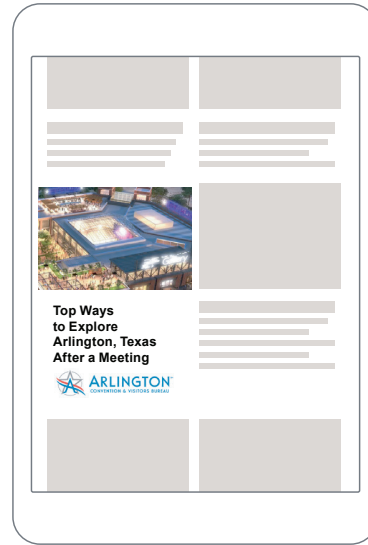 Top Ways
to Explore
Arlington, Texas
After a Meeting
ARLINGTON
CONVENTION & VISITORS BUREAU